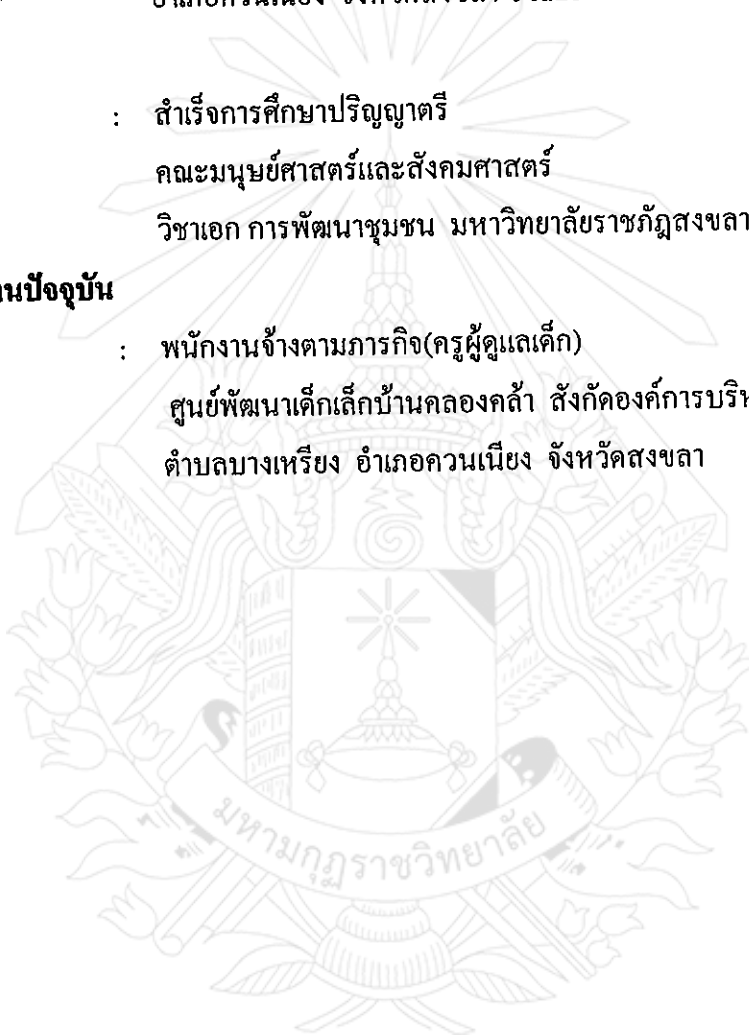 : สำเร็จการศึกษาปริญญาตรี
คณะมนุษย์ศาสตร์และสังคมศาสตร์
วิชาเอก การพัฒนาชุมชน มหาวิทยาลัยราชภัฏสงขลา
นปัจจุบัน
: พนักงานจ้างตามภารกิจ(ครูผู้ดูแลเด็ก)
ศูนย์พัฒนาเด็กเล็กบ้านคลองคล้า สังกัดองค์การบริ
ตำบลบางเหรียง อำเภอควนเนียง จังหวัดสงขลา
มหามกุฏราชวิทยาลัย